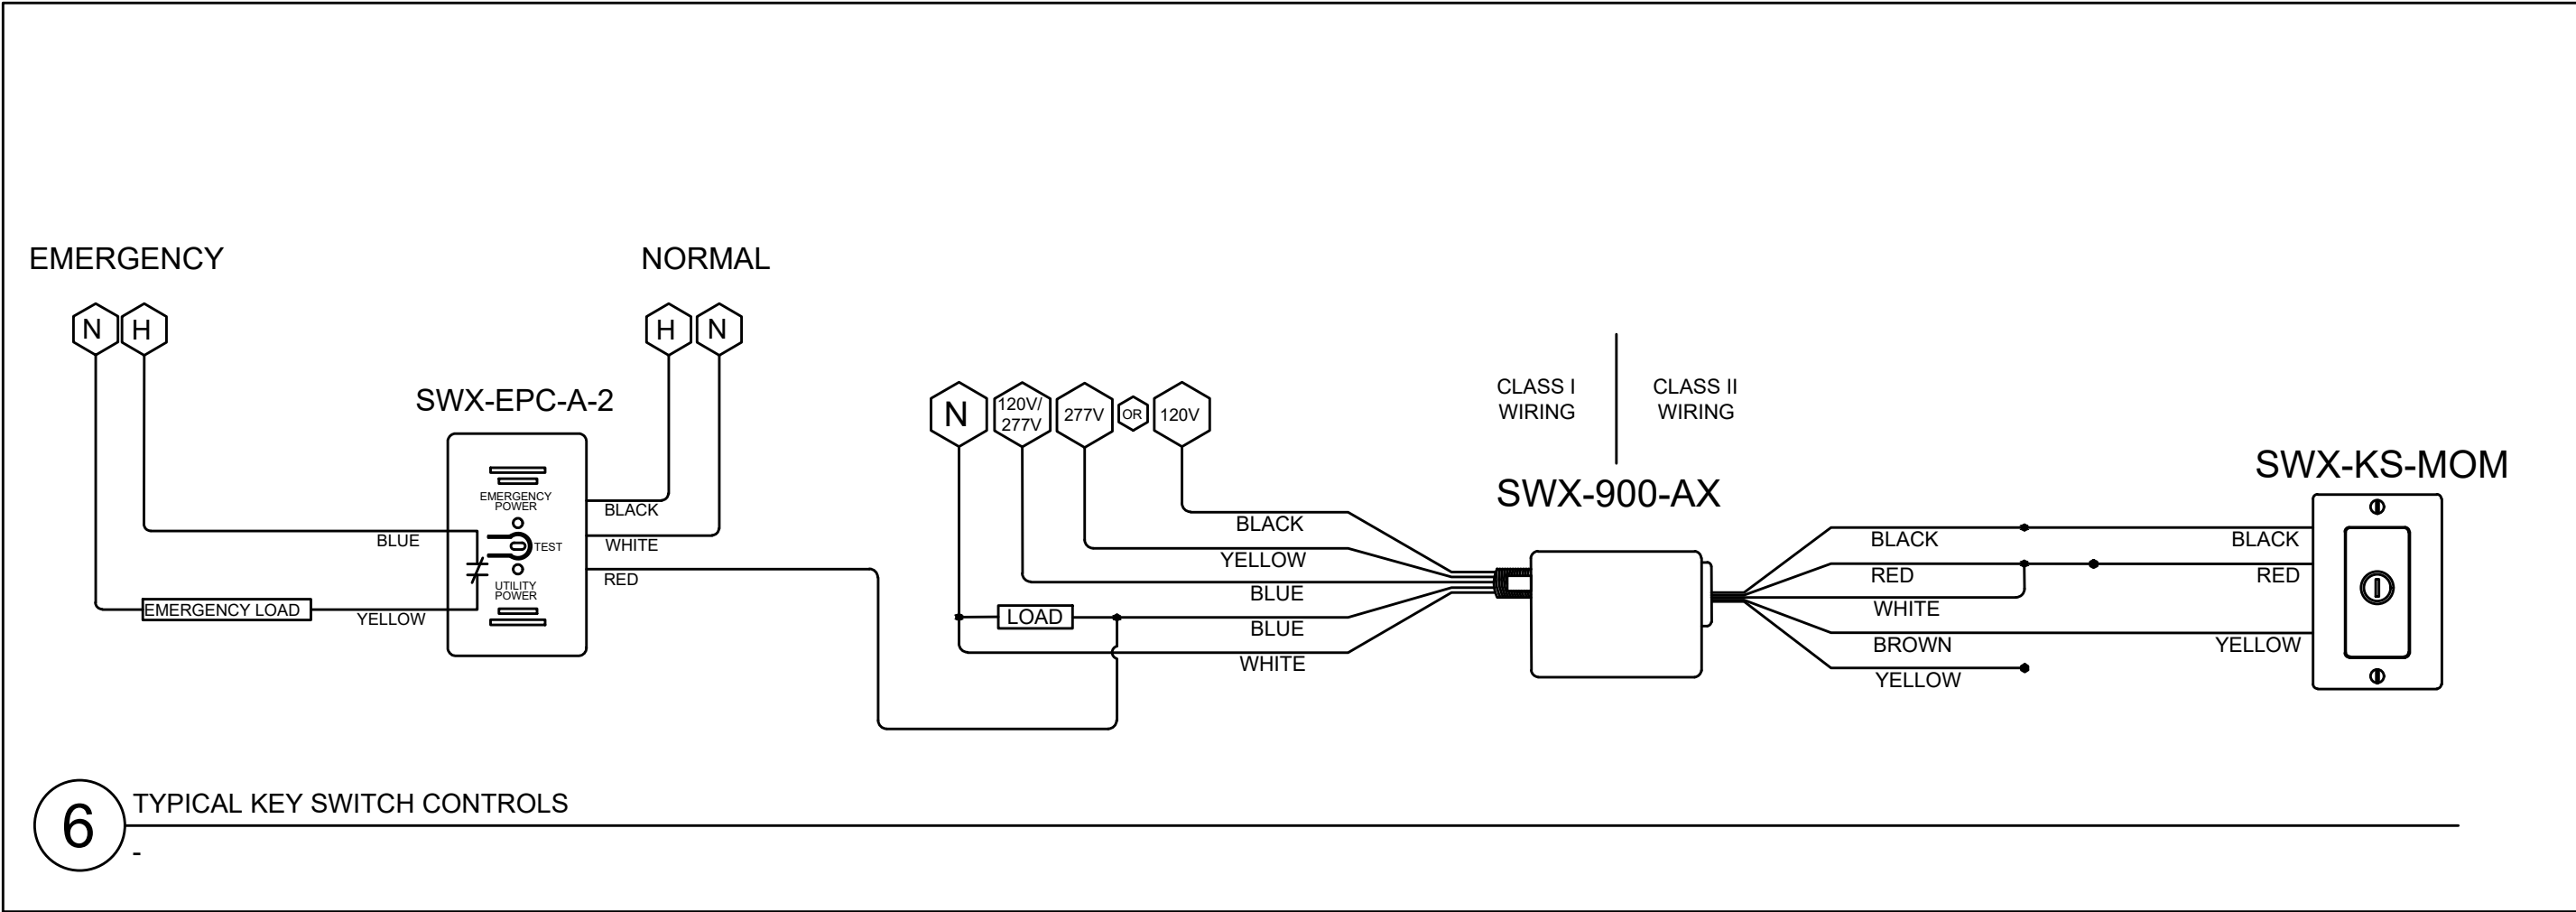 EMERGENCY
NORMAL
N
H
H
N
SWX-EPC-A-2
EMERGENCY
POWER
TEST
UTILITY
POWER
BLUE
YELLOW
EMERGENCY LOAD
BLACK
WHITE
RED
N
120V/
277V
277V
OR
120V
CLASS I
WIRING
CLASS II
WIRING
SWX-900-AX
BLACK
YELLOW
BLUE
LOAD
BLUE
WHITE
BLACK
RED
WHITE
BROWN
YELLOW
SWX-KS-MOM
BLACK
RED
YELLOW
6
TYPICAL KEY SWITCH CONTROLS
-